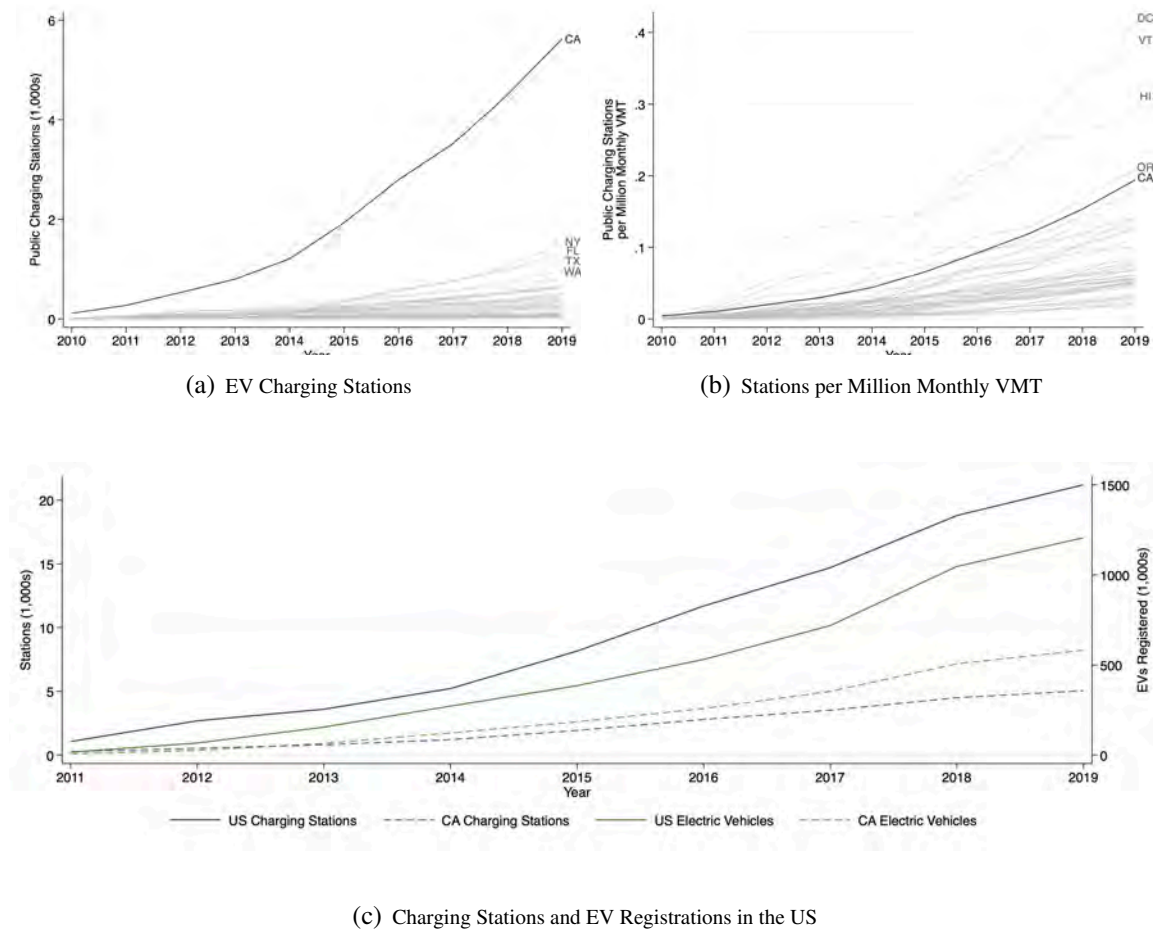 6
4
2
0
Public Charging Stations (1,000s)
CA
NY
FL
TX
WA
2010 2011 2012 2013 2014 2015 2016 2017 2018 2019
Year
(a) EV Charging Stations
.4
.3
.2
.1
0
Public Charging Stations
per Million Monthly VMT
DC
VT
HI
OR
CA
2010 2011 2012 2013 2014 2015 2016 2017 2018 2019
Year
(b) Stations per Million Monthly VMT
20
15
10
5
0
Stations (1,000s)
1500
1000
500
0
EVs Registered (1,000s)
2011 2012 2013 2014 2015 2016 2017 2018 2019
Year
US Charging Stations CA Charging Stations US Electric Vehicles CA Electric Vehicles
(c) Charging Stations and EV Registrations in the US